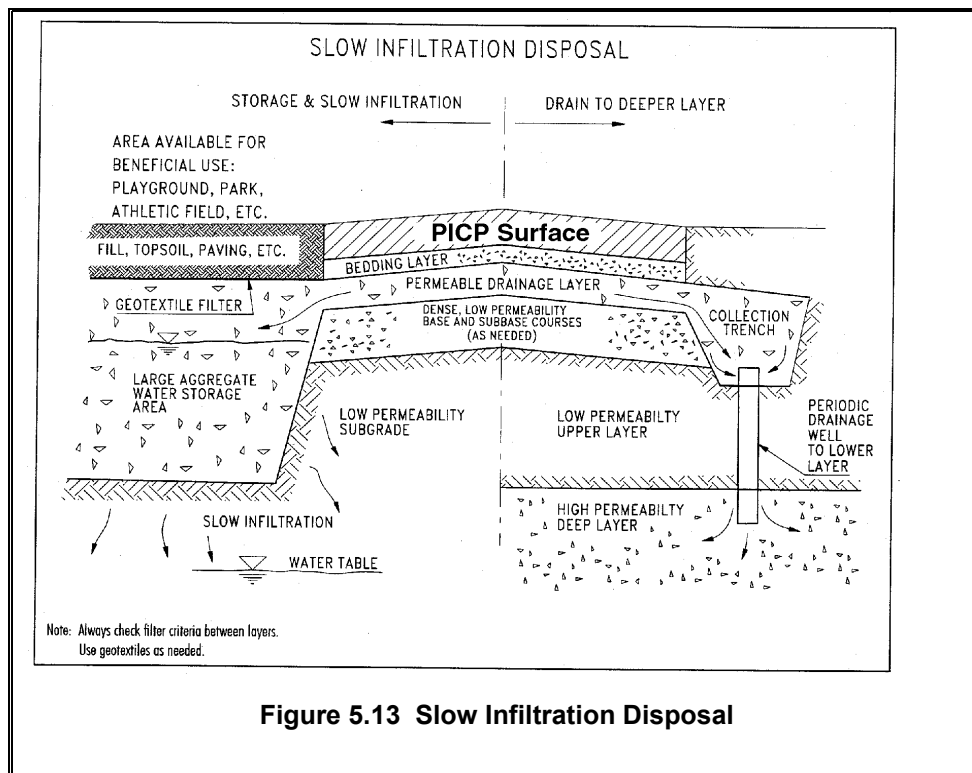 SLOW INFILTRATION DISPOSAL
STORAGE & SLOW INFILTRATION
DRAIN TO DEEPER LAYER
AREA AVAILABLE FOR
BENEFICIAL USE:
PLAYGROUND, PARK,
ATHLETIC FIELD, ETC.
PICP Surface
FILL, TOPSOIL, PAVING, ETC.
BEDDING LAYER
PERMEABLE DRAINAGE LAYER
GEOTEXTILE FILTER
DENSE, LOW PERMEABILITY
BASE AND SUBBASE COURSES
(AS NEEDED)
COLLECTION
TRENCH
LARGE AGGREGATE
WATER STORAGE
AREA
LOW PERMEABILITY
SUBGRADE
LOW PERMEABILTY
UPPER LAYER
PERIODIC
DRAINAGE
WELL
TO LOWER
LAYER
SLOW INFILTRATION
HIGH PERMEABILTY
DEEP LAYER
WATER TABLE
Note: Always check filter criteria between layers.
Use geotextiles as needed.
Figure 5.13 Slow Infiltration Disposal